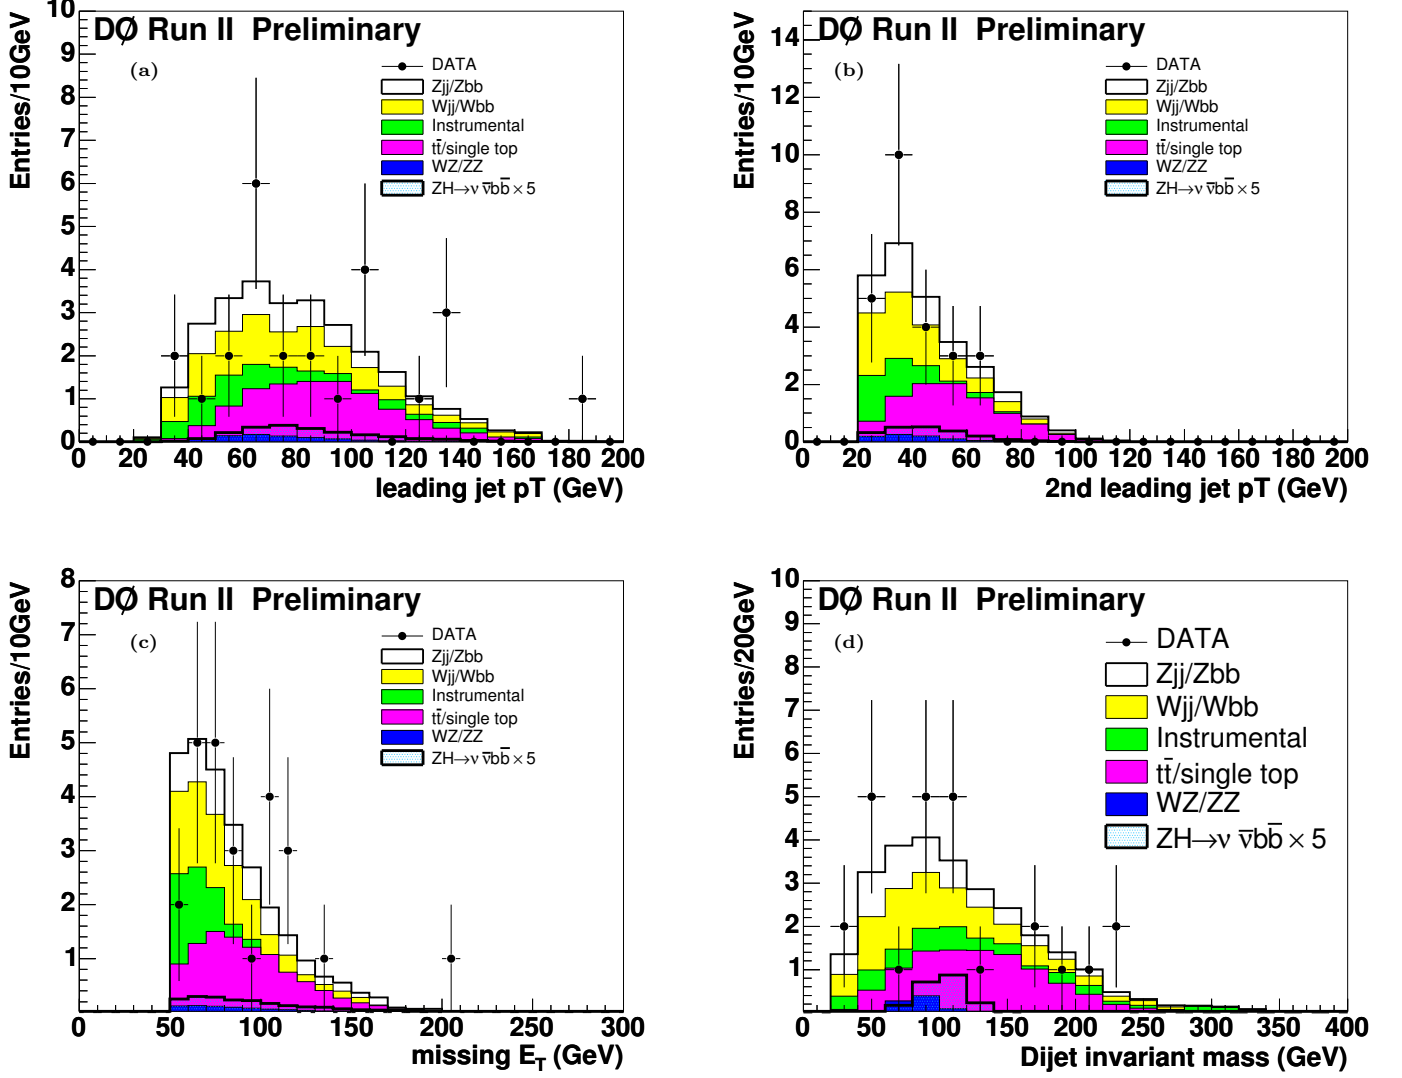 DØ Run II Preliminary
(a)
DATA
Zjj/Zbb
Wjj/Wbb
Instrumental
tt̄/single top
WZ/ZZ
ZH→ν ν̄bb̄ × 5
Entries/10GeV
10
9
8
7
6
5
4
3
2
1
0
0 20 40 60 80 100 120 140 160 180 200
leading jet pT (GeV)
DØ Run II Preliminary
(b)
DATA
Zjj/Zbb
Wjj/Wbb
Instrumental
tt̄/single top
WZ/ZZ
ZH→ν ν̄bb̄ × 5
Entries/10GeV
14
12
10
8
6
4
2
0
0 20 40 60 80 100 120 140 160 180 200
2nd leading jet pT (GeV)
DØ Run II Preliminary
(c)
DATA
Zjj/Zbb
Wjj/Wbb
Instrumental
tt̄/single top
WZ/ZZ
ZH→ν ν̄bb̄ × 5
Entries/10GeV
8
7
6
5
4
3
2
1
0 50 100 150 200 250 300
missing E_T (GeV)
DØ Run II Preliminary
(d)
DATA
Zjj/Zbb
Wjj/Wbb
Instrumental
tt̄/single top
WZ/ZZ
ZH→ν ν̄bb̄ × 5
Entries/20GeV
10
9
8
7
6
5
4
3
2
1
0 50 100 150 200 250 300 350 400
Dijet invariant mass (GeV)